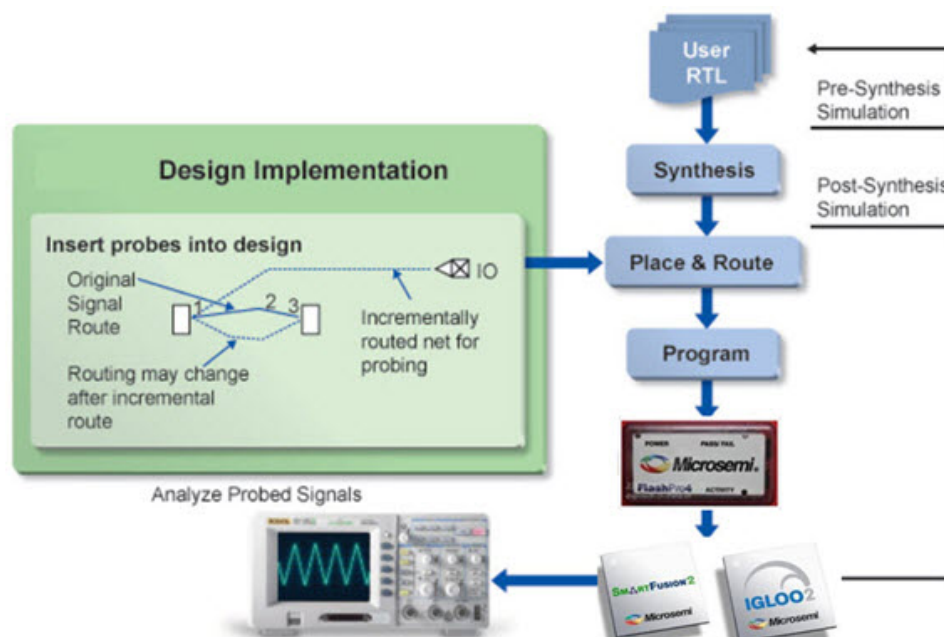 User
RTL
Pre-Synthesis
Simulation
Design Implementation
Synthesis
Post-Synthesis
Simulation
Insert probes into design
Place & Route
IO
Original
Signal
Route
1 2 3
Incrementally
routed net for
probing
Routing may change
after incremental
route
Program
POWER PASS/ FAIL
Microsemi.
FlashPro4 ACTIVITY
Analyze Probed Signals
SMARTFUSION2
Microsemi
IGLOO2
Microsemi